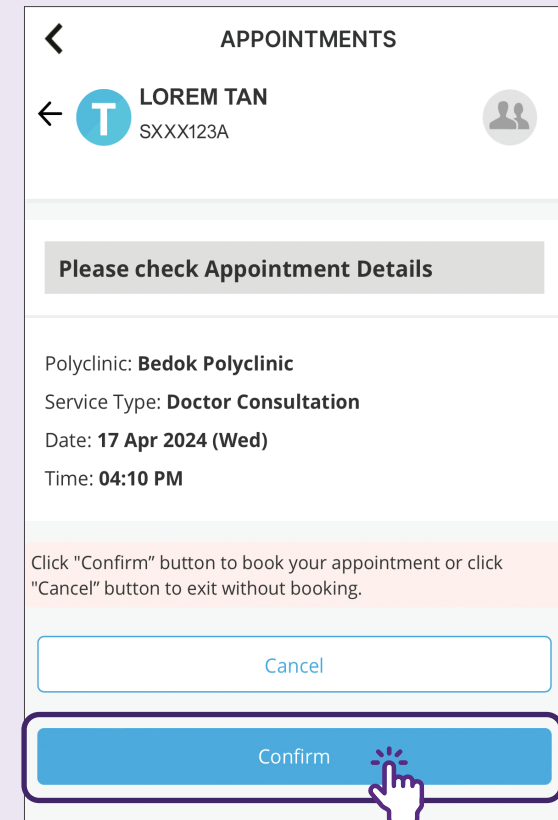 APPOINTMENTS
T
LOREM TAN
SXXX123A
Please check Appointment Details
Polyclinic: Bedok Polyclinic
Service Type: Doctor Consultation
Date: 17 Apr 2024 (Wed)
Time: 04:10 PM
Click "Confirm” button to book your appointment or click
"Cancel” button to exit without booking.
Cancel
Confirm